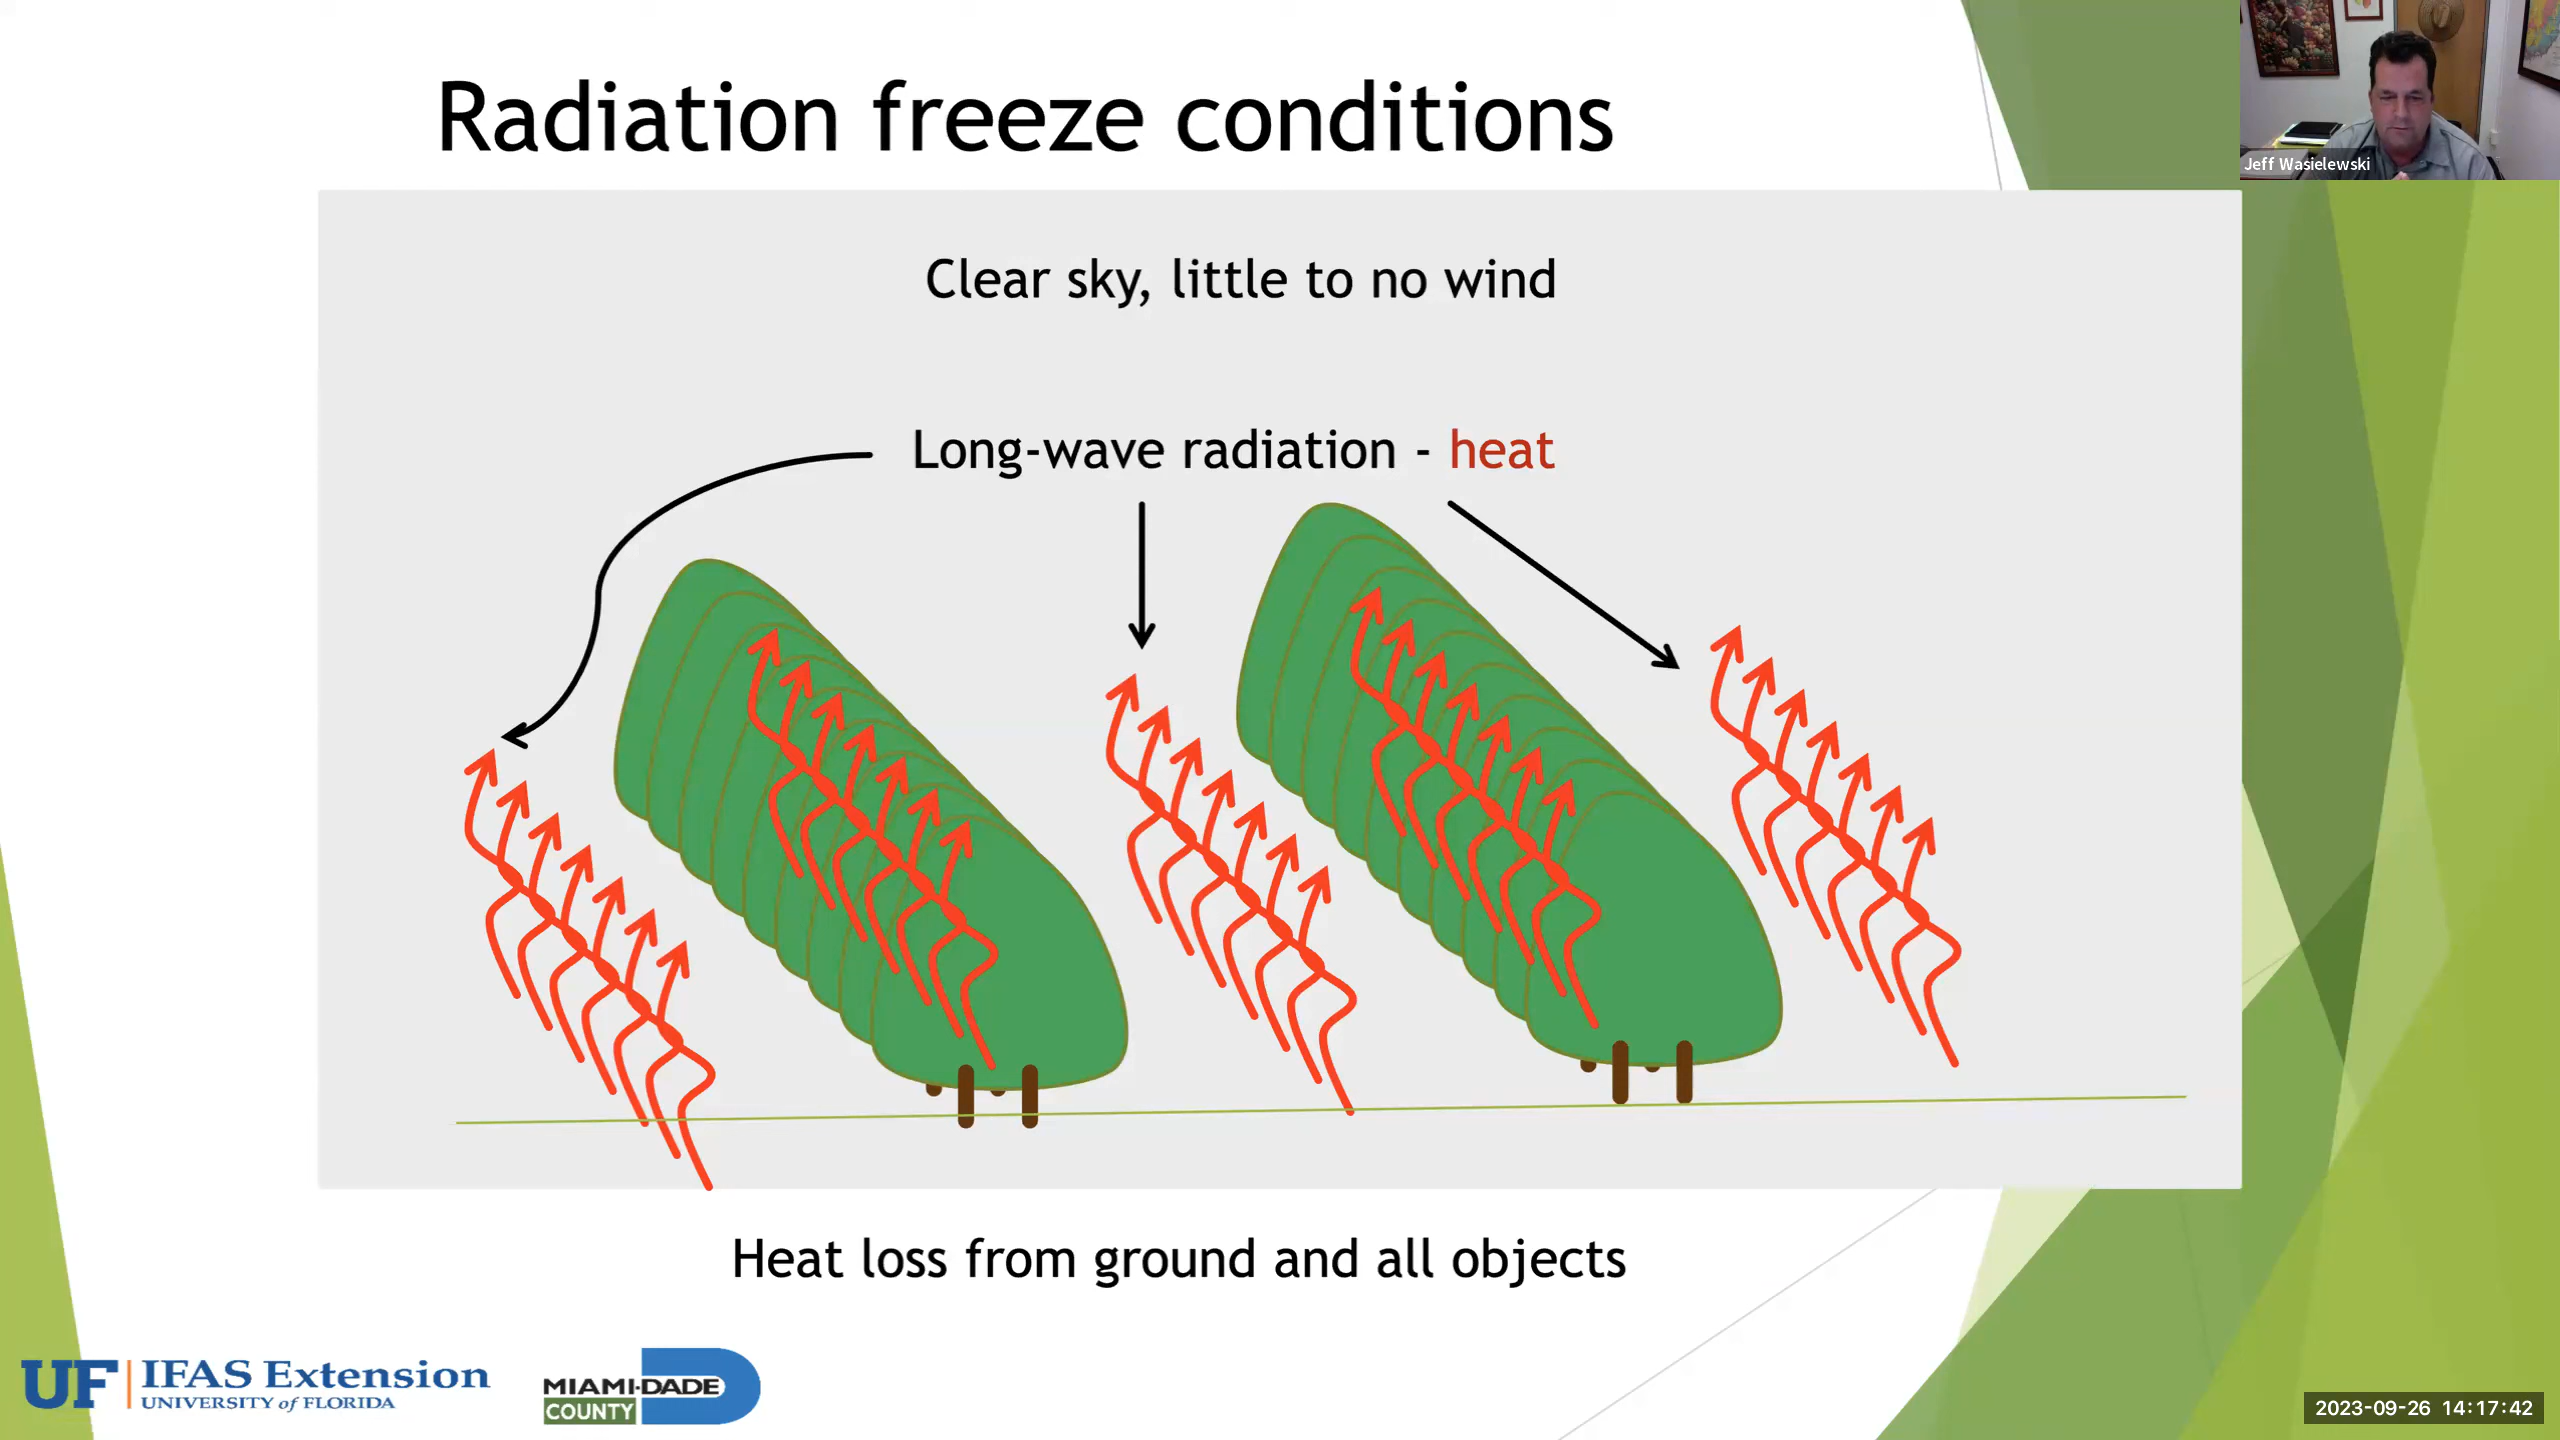 Radiation freeze conditions
Jeff Wasielewski
Clear sky, little to no wind
Long-wave radiation - heat
Heat loss from ground and all objects
UF IFAS Extension
UNIVERSITY of FLORIDA
MIAMI-DADE
COUNTY
2023-09-26 14:17:42